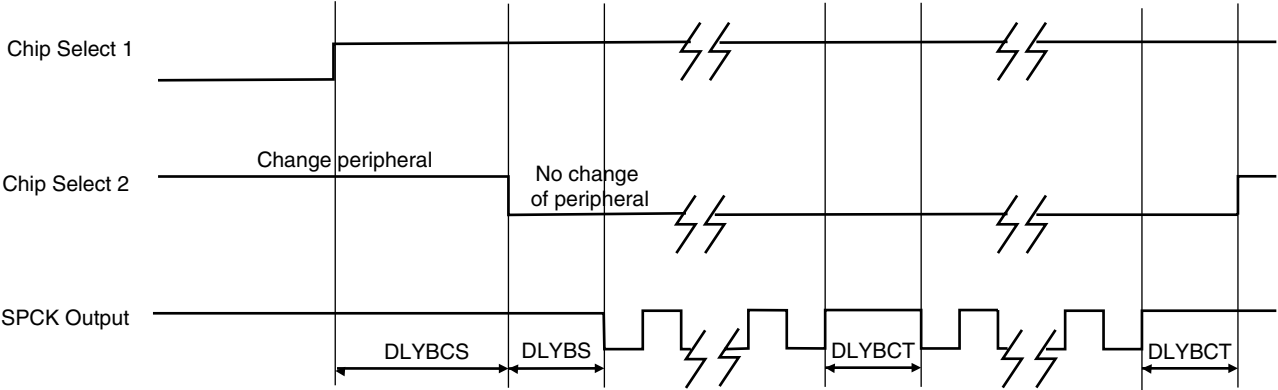 Chip Select 1
Change peripheral
Chip Select 2
No change
of peripheral
SPCK Output
DLYBCS
DLYBS
DLYBCT
DLYBCT